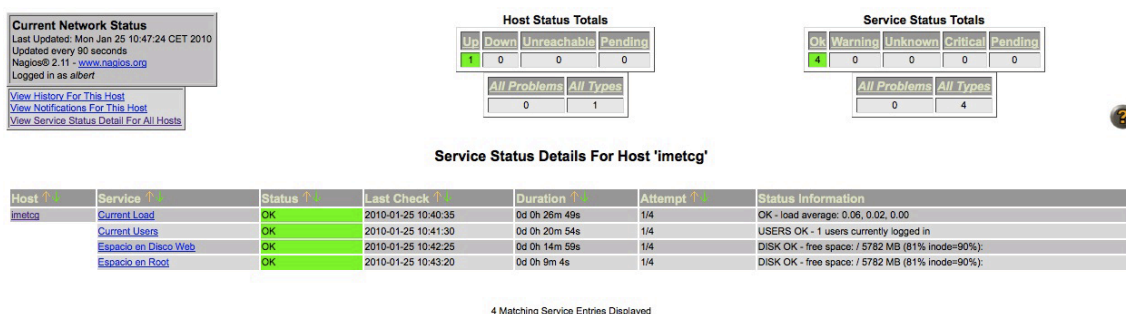 Current Network Status
Last Updated: Mon Jan 25 10:47:24 CET 2010
Updated every 90 seconds
Nagios® 2.11 - www.nagios.org
Logged in as albert
View History For This Host
View Notifications For This Host
View Service Status Detail For All Hosts
Host Status Totals
Up Down Unreachable Pending
1 0 0 0
All Problems All Types
0 1
Service Status Totals
Ok Warning Unknown Critical Pending
4 0 0 0 0
All Problems All Types
0 4
?
Service Status Details For Host 'imetcg'
Host ↑↓ Service ↑↓ Status ↑↓ Last Check ↑↓ Duration ↑↓ Attempt ↑↓ Status Information
imetcg Current Load OK 2010-01-25 10:40:35 0d 0h 26m 49s 1/4 OK - load average: 0.06, 0.02, 0.00
Current Users OK 2010-01-25 10:41:30 0d 0h 20m 54s 1/4 USERS OK - 1 users currently logged in
Espacio en Disco Web OK 2010-01-25 10:42:25 0d 0h 14m 59s 1/4 DISK OK - free space: / 5782 MB (81% inode=90%):
Espacio en Root OK 2010-01-25 10:43:20 0d 0h 9m 4s 1/4 DISK OK - free space: / 5782 MB (81% inode=90%):
4 Matching Service Entries Displayed